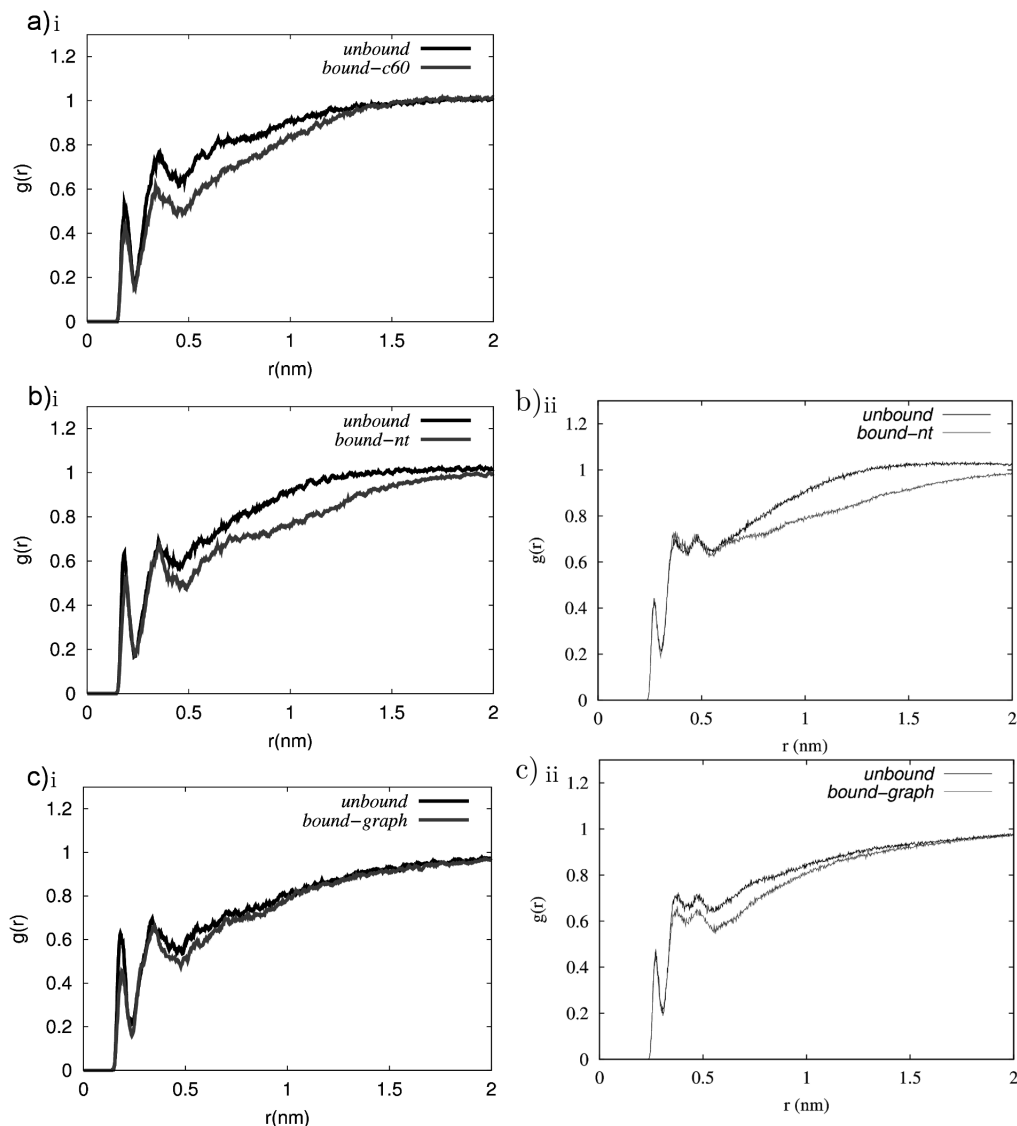 a)i
unbound
bound-c60
1.2
1
0.8
0.6
0.4
0.2
0
g(r)
0 0.5 1 1.5 2
r(nm)
b)i
unbound
bound-nt
1.2
1
0.8
0.6
0.4
0.2
0
g(r)
0 0.5 1 1.5 2
r(nm)
b)ii
unbound
bound-nt
1.2
1
0.8
0.6
0.4
0.2
0
g(r)
0 0.5 1 1.5 2
r (nm)
c)i
unbound
bound-graph
1.2
1
0.8
0.6
0.4
0.2
0
g(r)
0 0.5 1 1.5 2
r(nm)
c) ii
unbound
bound-graph
1.2
1
0.8
0.6
0.4
0.2
0
g(r)
0 0.5 1 1.5 2
r (nm)